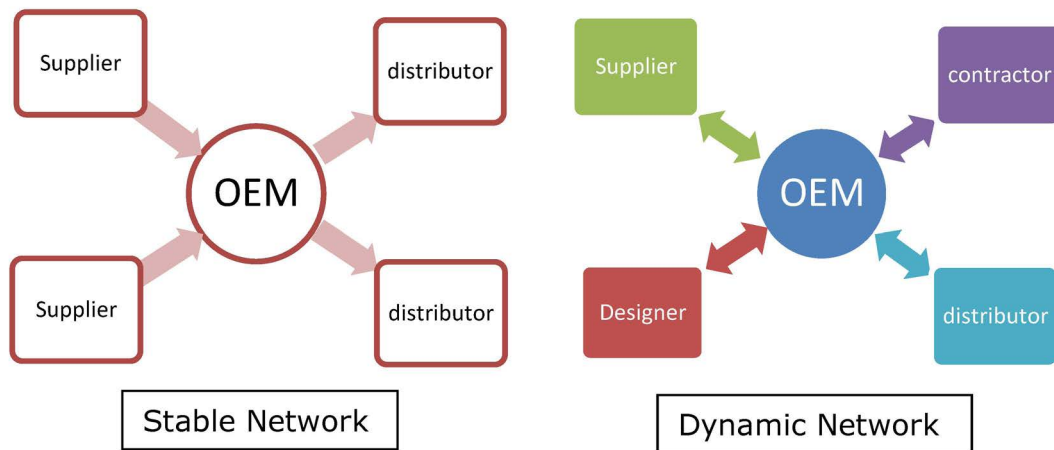 Supplier
distributor
OEM
Supplier
distributor
Stable Network
Supplier
contractor
OEM
Designer
distributor
Dynamic Network